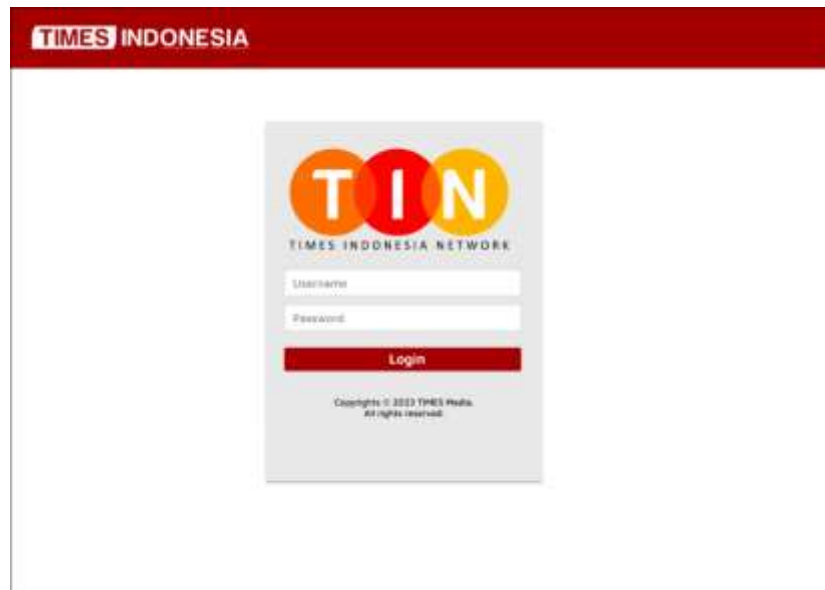 TIMES INDONESIA
TIN
TIMES INDONESIA NETWORK
Username
Password
Login
Copyrights © 2023 TIMES Media.
All rights reserved.